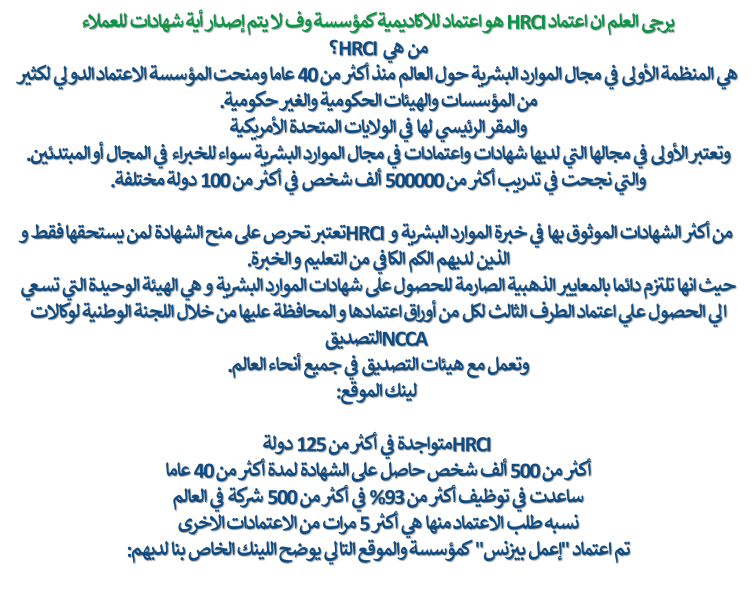 يرجى العلم ان اعتماد HRCI هو اعتماد للاكاديمية كمؤسسة وف لا يتم إصدار أية شهادات للعملاء
من هي HRCI؟
هي المنظمة الأولى في مجال الموارد البشرية حول العالم منذ أكثر من 40 عاما ومنحت المؤسسة الاعتماد الدولي لكثير
من المؤسسات والهيئات الحكومية والغير حكومية.
والمقر الرئيسي لها في الولايات المتحدة الأمريكية
وتعتبر الأولى في مجالها التي لديها شهادات واعتمادات في مجال الموارد البشرية سواء للخبراء في المجال أو المبتدئين.
والتي نجحت في تدريب أكثر من 500000 ألف شخص في أكثر من 100 دولة مختلفة.
من أكثر الشهادات الموثوق بها في خبرة الموارد البشرية و HRCIتعتبر تحرص على منح الشهادة لمن يستحقها فقط و
الذين لديهم الكم الكافي من التعليم و الخبرة.
حيث انها تلتزم دائما بالمعايير الذهبية الصارمة للحصول على شهادات الموارد البشرية و هي الهيئة الوحيدة التي تسعي
الي الحصول علي اعتماد الطرف الثالث لكل من أوراق اعتمادها و المحافظة عليها من خلال اللجنة الوطنية لوكالات
NCCAالتصديق
وتعمل مع هيئات التصديق في جميع أنحاء العالم.
لينك الموقع:
HRCIمتواجدة في أكثر من 125 دولة
أكثر من 500 ألف شخص حاصل على الشهادة لمدة أكثر من 40 عاما
ساعدت في توظيف أكثر من 93% في أكثر من 500 شركة في العالم
نسبه طلب الاعتماد منها هي أكثر 5 مرات من الاعتمادات الاخرى
تم اعتماد "إعمل بيزنس" كمؤسسة والموقع التالي يوضح اللينك الخاص بنا لديهم: